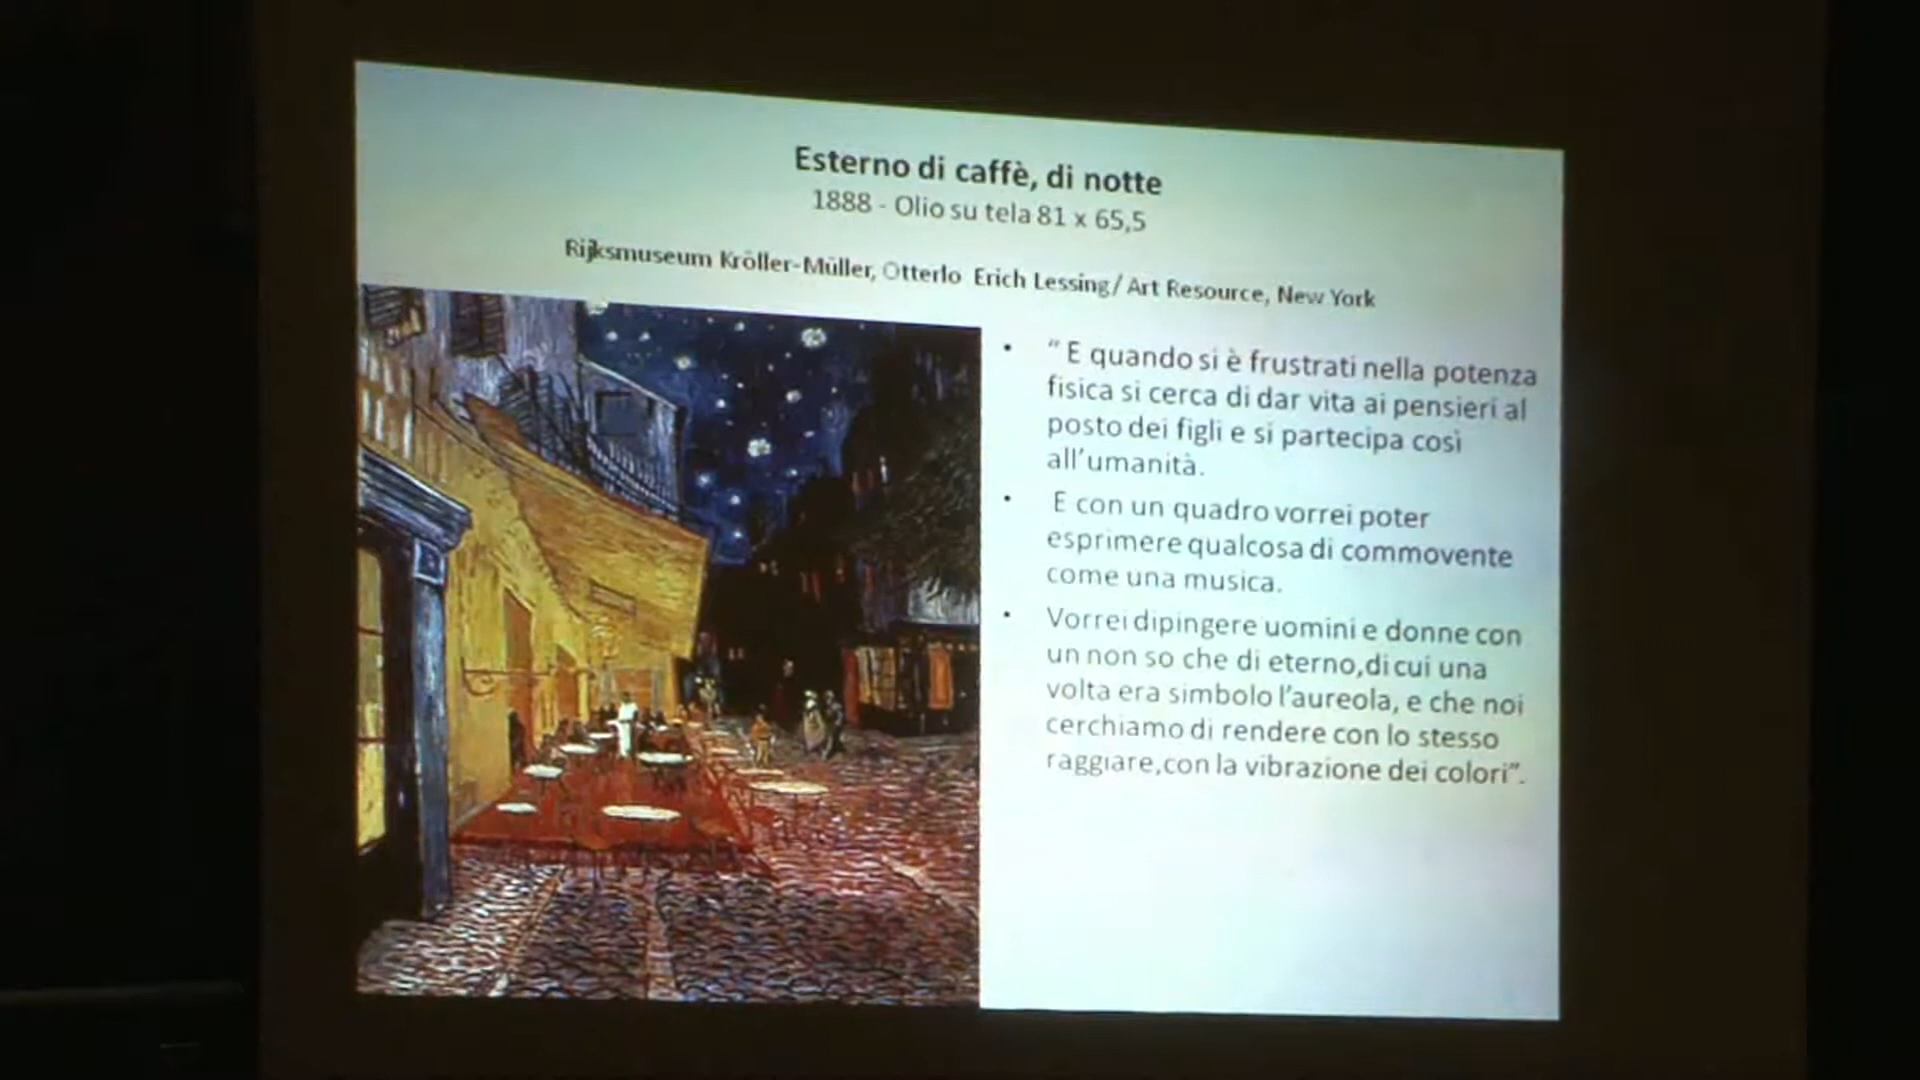 Esterno di caffè, di notte
1888 - Olio su tela 81 x 65,5
Rijksmuseum Kröller-Müller, Otterlo Erich Lessing/ Art Resource, New York
• “ E quando si è frustrati nella potenza
fisica si cerca di dar vita ai pensieri al
posto dei figli e si partecipa così
all’umanità.
• E con un quadro vorrei poter
esprimere qualcosa di commovente
come una musica.
• Vorrei dipingere uomini e donne con
un non so che di eterno,di cui una
volta era simbolo l’aureola, e che noi
cerchiamo di rendere con lo stesso
raggiare,con la vibrazione dei colori”.